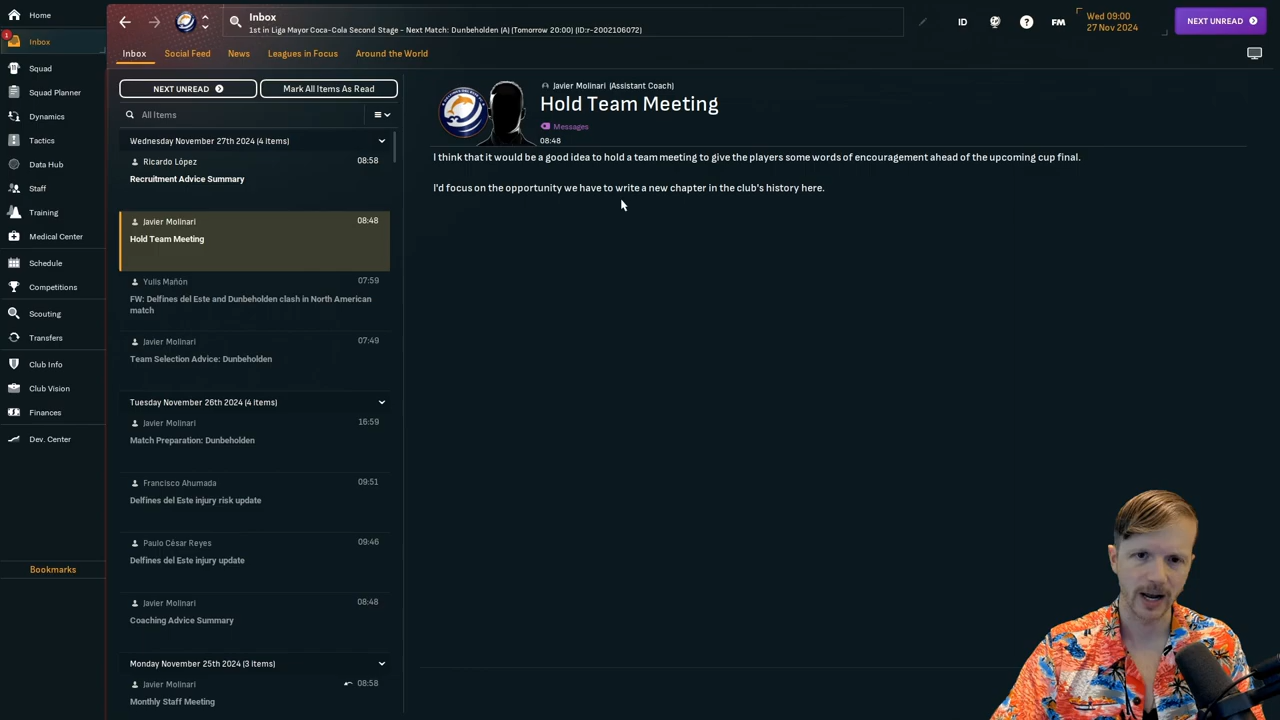 Home
Inbox
1st in Liga Mayor Coca-Cola Second Stage - Next Match: Dunbeholden (A) (Tomorrow 20:00) (ID:r-2002106072)
ID
FM
Wed 09:00
27 Nov 2024
NEXT UNREAD
1
Inbox
Squad
Squad Planner
Dynamics
Tactics
Data Hub
Staff
Training
Medical Center
Schedule
Competitions
Scouting
Transfers
Club Info
Club Vision
Finances
Dev. Center
Bookmarks
Inbox
Social Feed
News
Leagues in Focus
Around the World
NEXT UNREAD
Mark All Items As Read
All Items
Wednesday November 27th 2024 (4 items)
Ricardo López
08:58
Recruitment Advice Summary
Javier Molinari
08:48
Hold Team Meeting
Yulis Mañón
07:59
FW: Delfines del Este and Dunbeholden clash in North American
match
Javier Molinari
07:49
Team Selection Advice: Dunbeholden
Tuesday November 26th 2024 (4 items)
Javier Molinari
16:59
Match Preparation: Dunbeholden
Francisco Ahumada
09:51
Delfines del Este injury risk update
Paulo César Reyes
09:46
Delfines del Este injury update
Javier Molinari
08:48
Coaching Advice Summary
Monday November 25th 2024 (3 items)
Javier Molinari
08:58
Monthly Staff Meeting
Javier Molinari (Assistant Coach)
Hold Team Meeting
Messages
08:48
I think that it would be a good idea to hold a team meeting to give the players some words of encouragement ahead of the upcoming cup final.
I'd focus on the opportunity we have to write a new chapter in the club's history here.